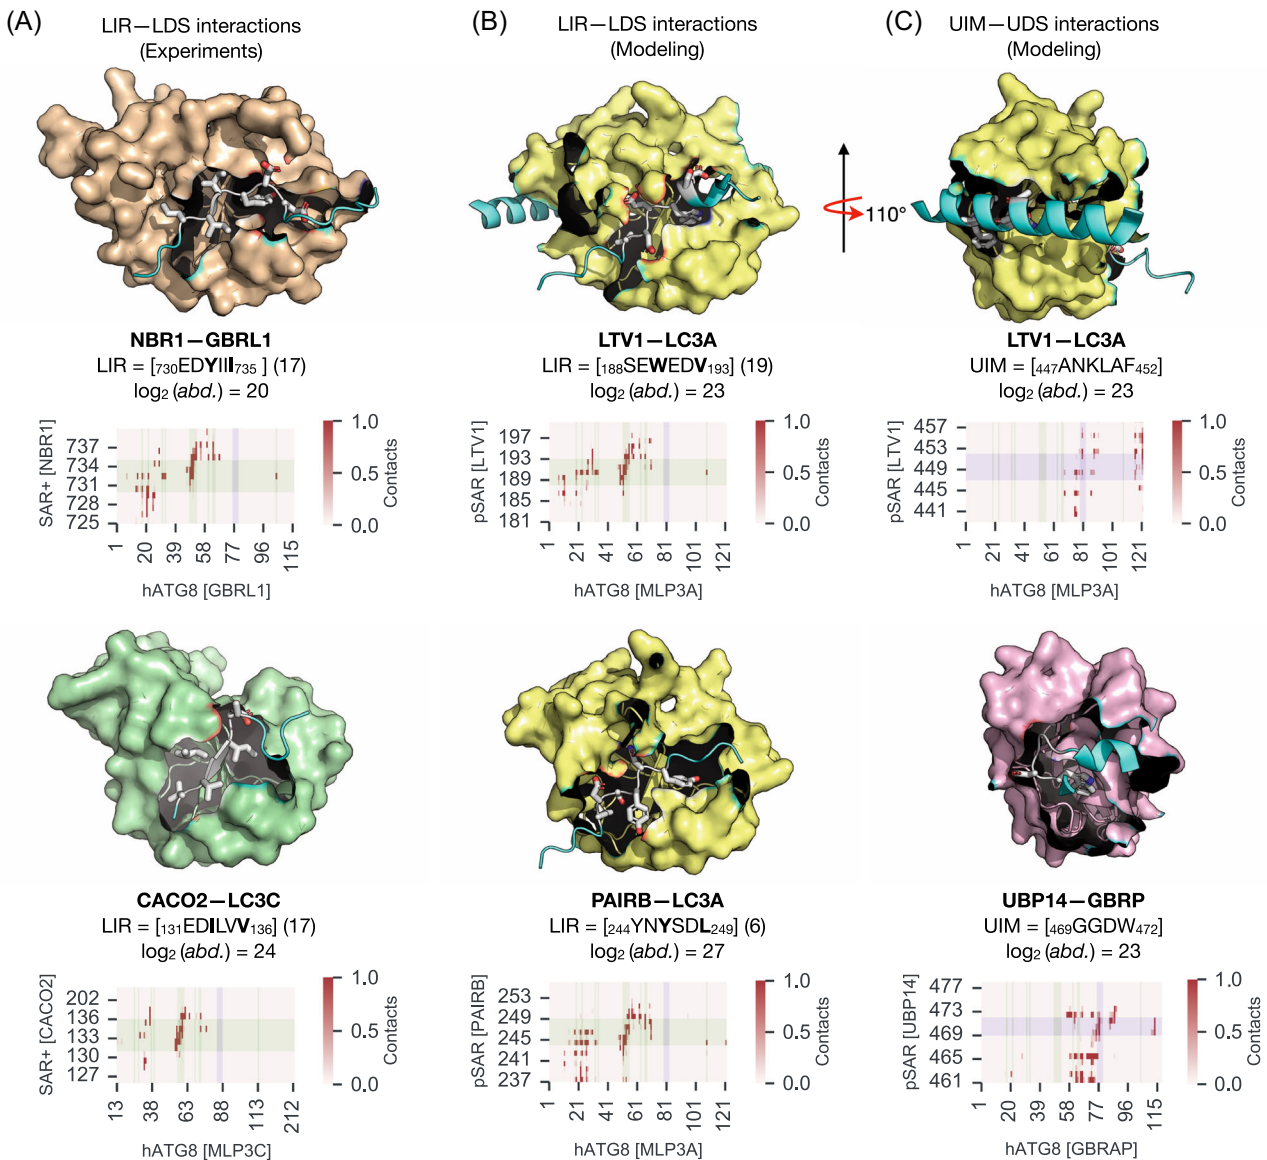 (A)
LIR—LDS interactions
(Experiments)
(B)
LIR—LDS interactions
(Modeling)
(C)
UIM—UDS interactions
(Modeling)
110°
NBR1—GBRL1
LIR = [730EDYIII735 ] (17)
log2 (abd.) = 20
LTV1—LC3A
LIR = [188SEWEDV193] (19)
log2 (abd.) = 23
LTV1—LC3A
UIM = [447ANKLAF452]
log2 (abd.) = 23
SAR+ [NBR1]
737
734
731
728
725
1 20 39 58 77 96 115
hATG8 [GBRL1]
1.0
0.5
0.0
Contacts
pSAR [LTV1]
197
193
189
185
181
1 21 41 61 81 101 121
hATG8 [MLP3A]
1.0
0.5
0.0
Contacts
pSAR [LTV1]
457
453
449
445
441
1 21 41 61 81 101 121
hATG8 [MLP3A]
1.0
0.5
0.0
Contacts
CACO2—LC3C
LIR = [131EDILVV136] (17)
log2 (abd.) = 24
PAIRB—LC3A
LIR = [244YNYSDL249] (6)
log2 (abd.) = 27
UBP14—GBRP
UIM = [469GGDW472]
log2 (abd.) = 23
SAR+ [CACO2]
202
136
133
130
127
13 38 63 88 113 212
hATG8 [MLP3C]
1.0
0.5
0.0
Contacts
pSAR [PAIRB]
253
249
245
241
237
1 21 41 61 81 101 121
hATG8 [MLP3A]
1.0
0.5
0.0
Contacts
pSAR [UBP14]
477
473
469
465
461
1 20 39 58 77 96 115
hATG8 [GBRAP]
1.0
0.5
0.0
Contacts